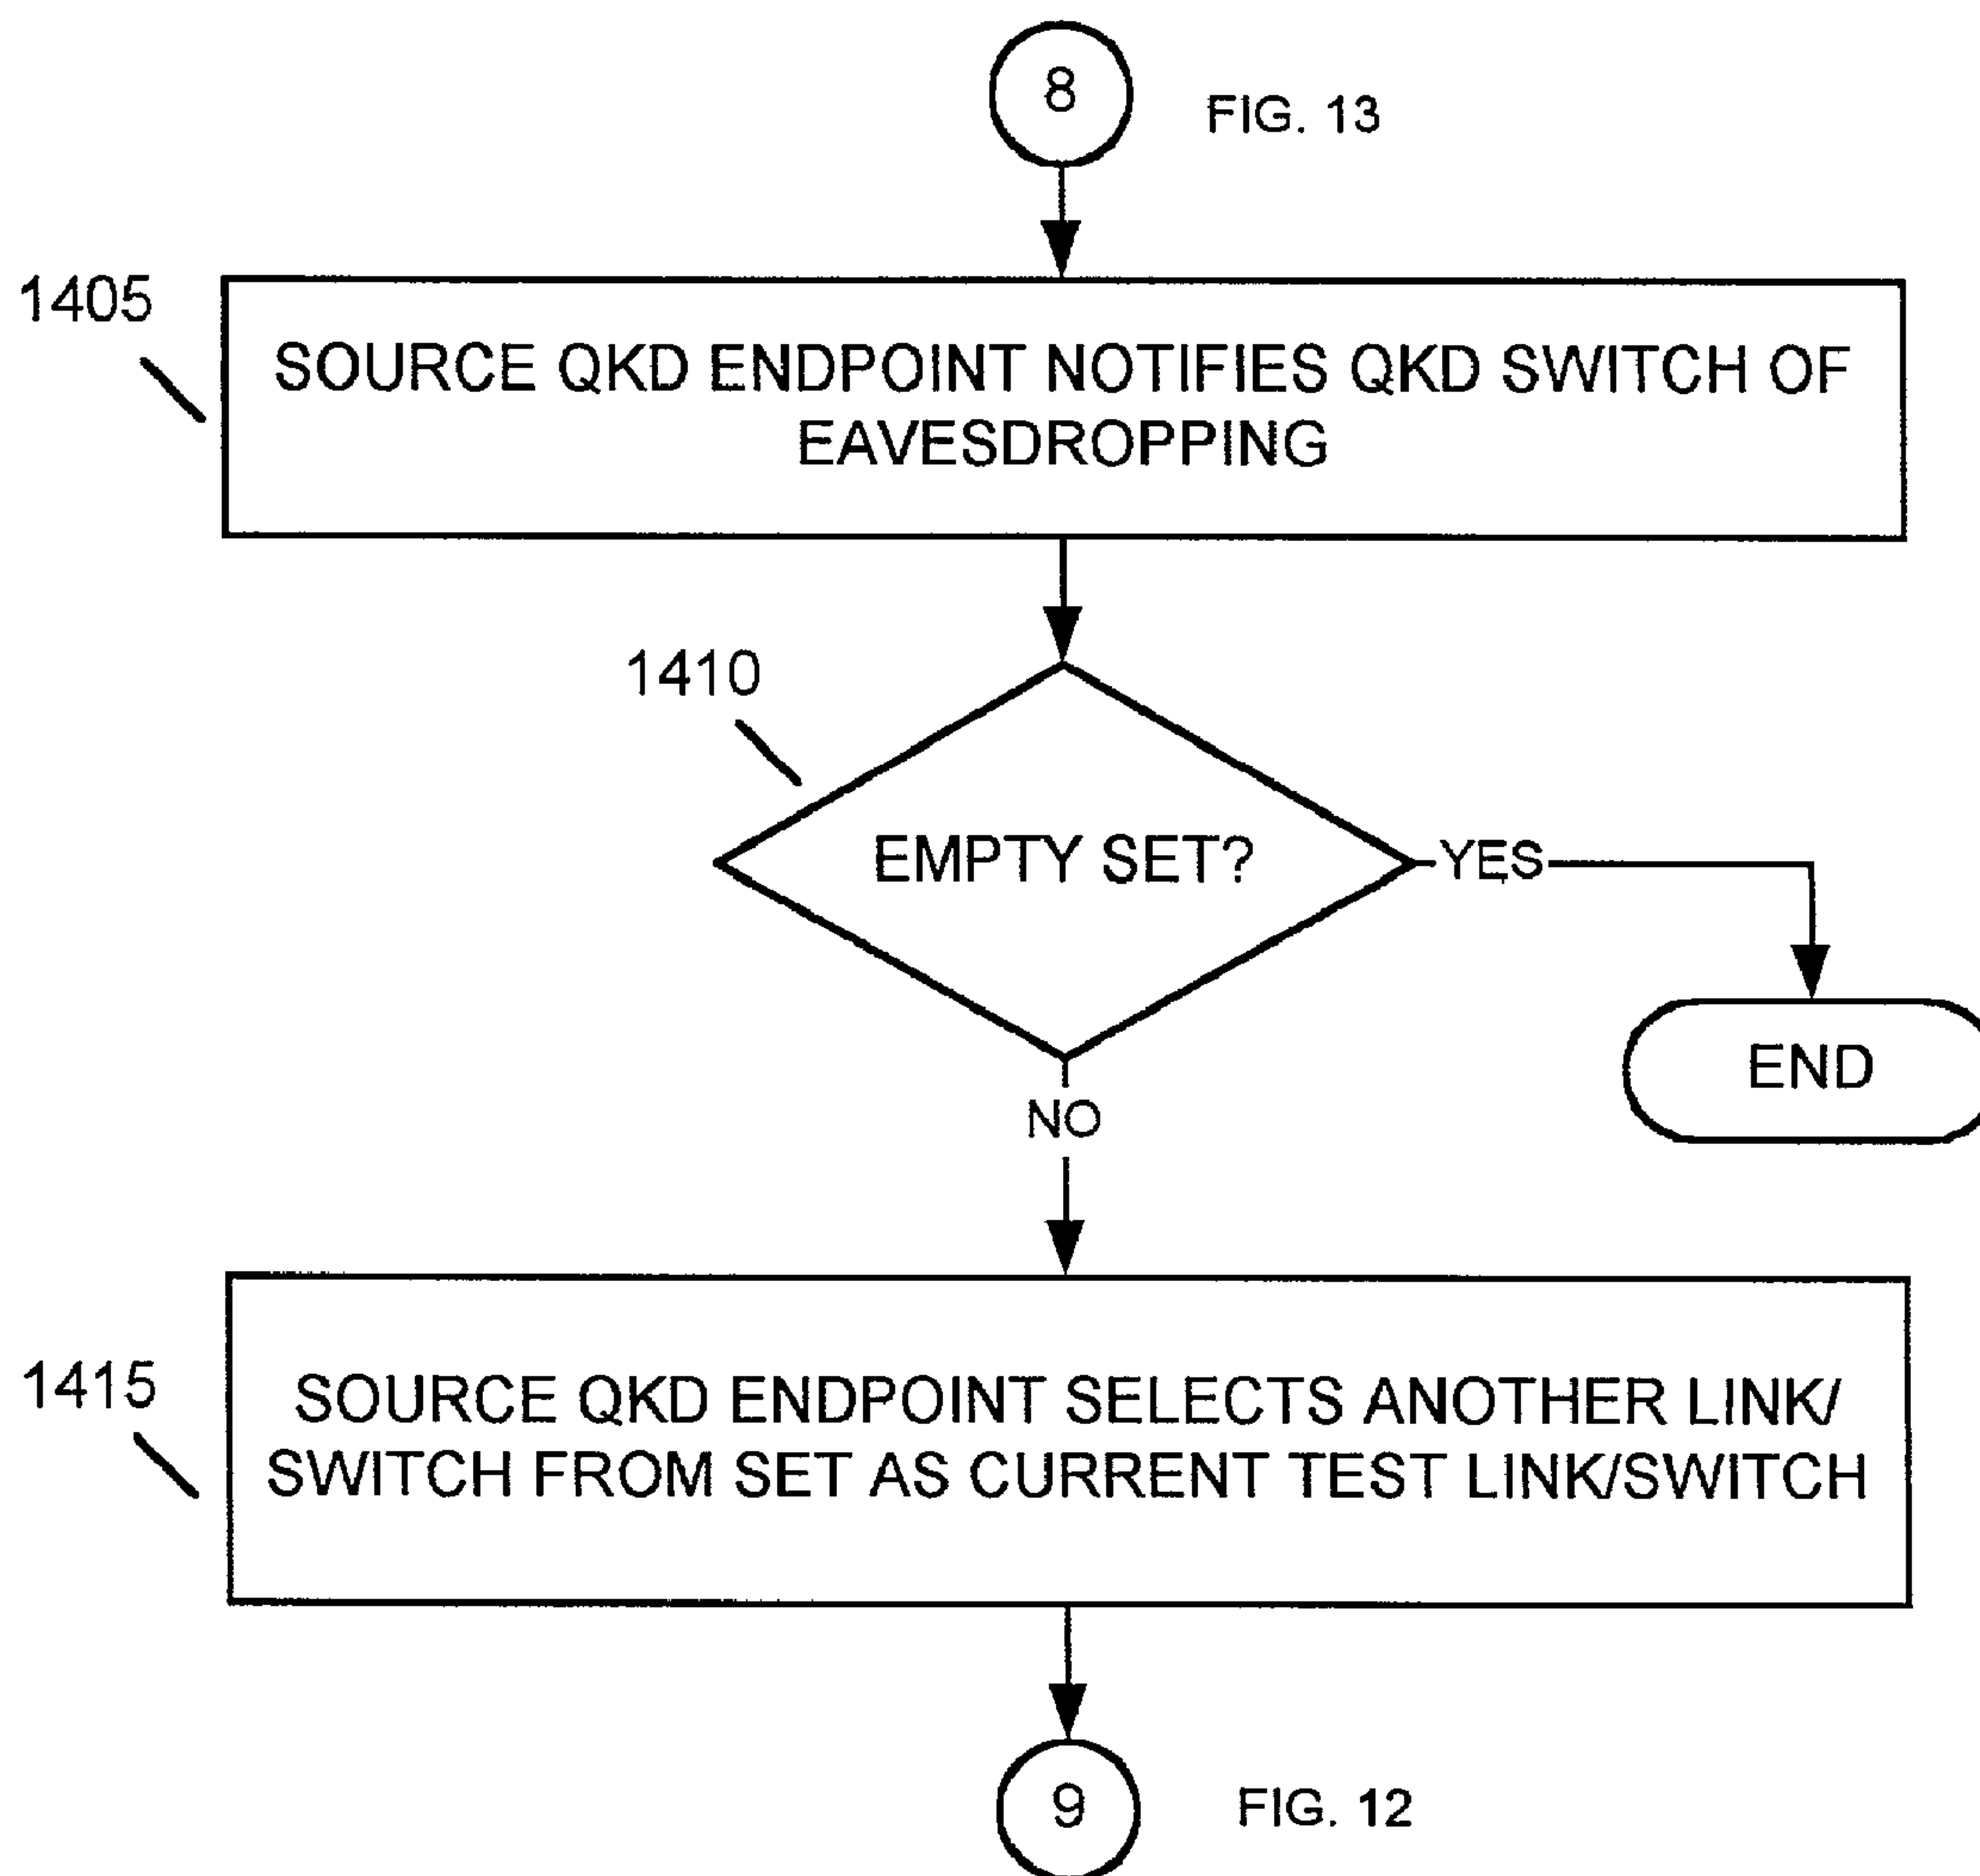 8
FIG. 13
1405
SOURCE QKD ENDPOINT NOTIFIES QKD SWITCH OF
EAVESDROPPING
1410
EMPTY SET?
YES
END
NO
1415
SOURCE QKD ENDPOINT SELECTS ANOTHER LINK/
SWITCH FROM SET AS CURRENT TEST LINK/SWITCH
9
FIG. 12